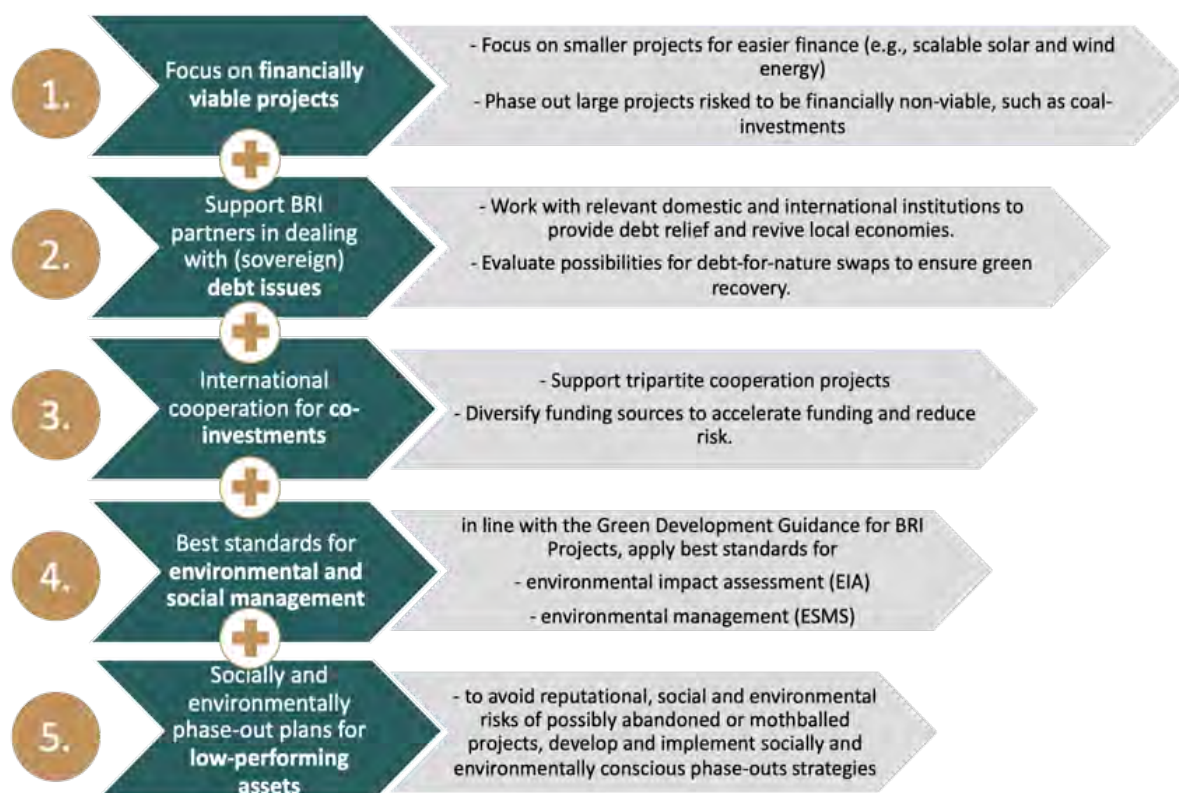 1.
Focus on financially
viable projects
- Focus on smaller projects for easier finance (e.g., scalable solar and wind
energy)
- Phase out large projects risked to be financially non-viable, such as coal-
investments
2.
Support BRI
partners in dealing
with (sovereign)
debt issues
- Work with relevant domestic and international institutions to
provide debt relief and revive local economies.
- Evaluate possibilities for debt-for-nature swaps to ensure green
recovery.
3.
International
cooperation for co-
investments
- Support tripartite cooperation projects
- Diversify funding sources to accelerate funding and reduce
risk.
4.
Best standards for
environmental and
social management
in line with the Green Development Guidance for BRI
Projects, apply best standards for
- environmental impact assessment (EIA)
- environmental management (ESMS)
5.
Socially and
environmentally
phase-out plans for
low-performing
assets
- to avoid reputational, social and environmental
risks of possibly abandoned or mothballed
projects, develop and implement socially and
environmentally conscious phase-outs strategies